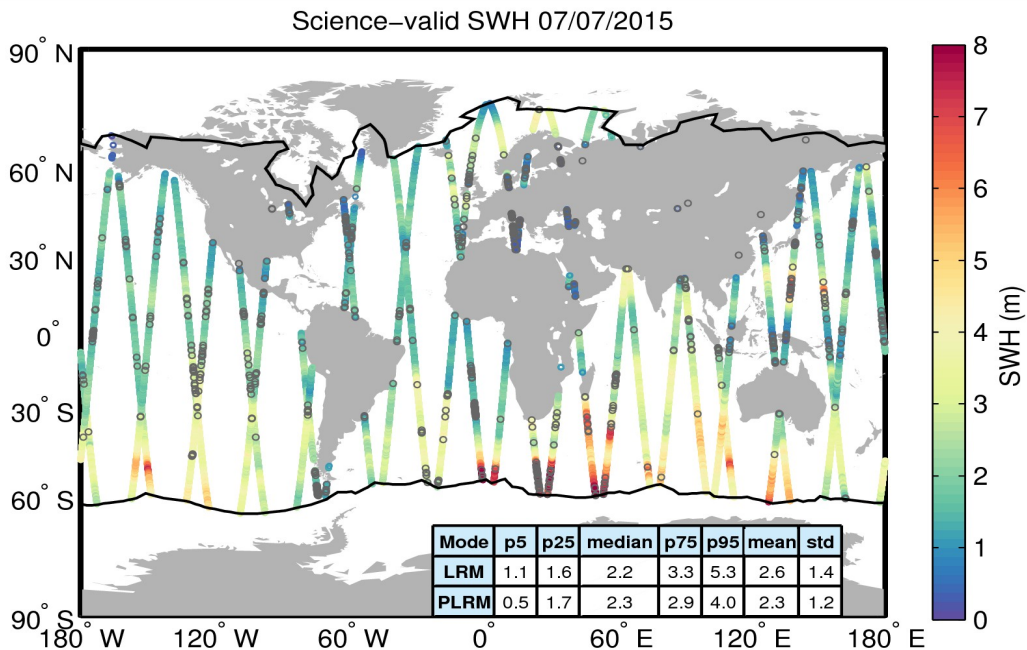 Science−valid SWH 07/07/2015
90° N
60° N
30° N
0°
30° S
60° S
90° S
180° W
120° W
60° W
0°
60° E
120° E
180° E
Mode p5 p25 median p75 p95 mean std
LRM 1.1 1.6 2.2 3.3 5.3 2.6 1.4
PLRM 0.5 1.7 2.3 2.9 4.0 2.3 1.2
8
7
6
5
4
3
2
1
0
SWH (m)